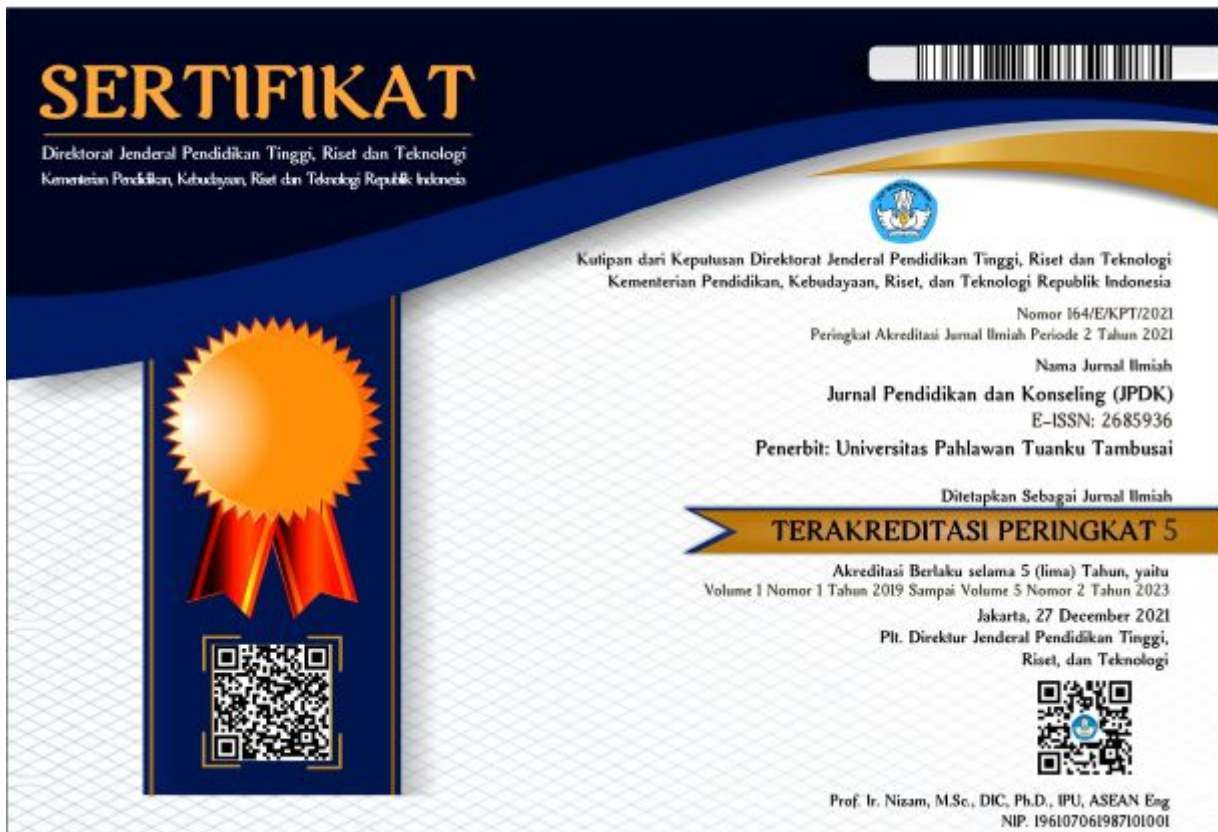 SERTIFIKAT
Direktorat Jenderal Pendidikan Tinggi, Riset dan Teknologi
Kementerian Pendidikan, Kebudayaan, Riset dan Teknologi Republik Indonesia
Kutipan dari Keputusan Direktorat Jenderal Pendidikan Tinggi, Riset dan Teknologi
Kementerian Pendidikan, Kebudayaan, Riset, dan Teknologi Republik Indonesia
Nomor 164/E/KPT/2021
Peringkat Akreditasi Jurnal Ilmiah Periode 2 Tahun 2021
Nama Jurnal Ilmiah
Jurnal Pendidikan dan Konseling (JPDK)
E-ISSN: 2685936
Penerbit: Universitas Pahlawan Tuanku Tambusai
Ditetapkan Sebagai Jurnal Ilmiah
TERAKREDITASI PERINGKAT 5
Akreditasi Berlaku selama 5 (lima) Tahun, yaitu
Volume 1 Nomor 1 Tahun 2019 Sampai Volume 5 Nomor 2 Tahun 2023
Jakarta, 27 December 2021
Plt. Direktur Jenderal Pendidikan Tinggi,
Riset, dan Teknologi
Prof. Ir. Nizam, M.Sc., DIC, Ph.D., IPU, ASEAN Eng
NIP. 196107061987101001